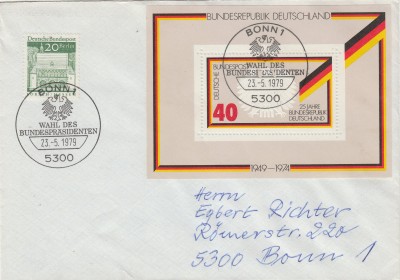 Deutsche Bundespost
20 Berlin
BONN 1
WAHL DES
BUNDESPRÄSIDENTEN
23.-5.1979
5300
BUNDESREPUBLIK DEUTSCHLAND
BONN 1
WAHL DES
BUNDESPRÄSIDENTEN
23.-5.1979
5300
DEUTSCHE BUNDESPOST
40
25 JAHRE
BUNDESREPUBLIK
DEUTSCHLAND
1949-1974
Herrn
Egbert Richter
Römerstr. 220
5300 Bonn 1